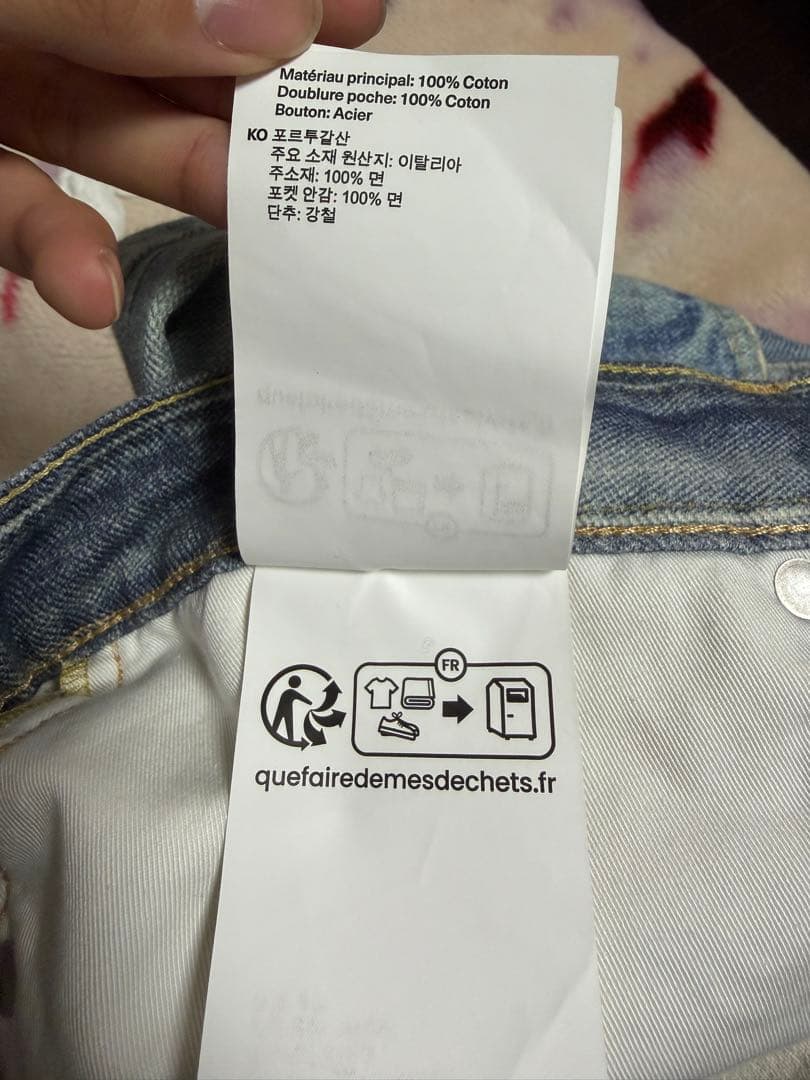 Matériau principal: 100% Coton
Doublure poche: 100% Coton
Bouton: Acier
KO 포르투갈산
주요 소재 원산지: 이탈리아
주소재: 100% 면
포켓 안감: 100% 면
단추: 강철
FR
quefairedemesdechets.fr